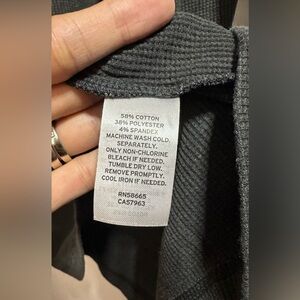 58% COTTON
38% POLYESTER
4% SPANDEX
MACHINE WASH COLD,
SEPARATELY.
ONLY NON-CHLORINE
BLEACH IF NEEDED.
TUMBLE DRY LOW.
REMOVE PROMPTLY.
COOL IRON IF NEEDED.
RN58665
CA57963